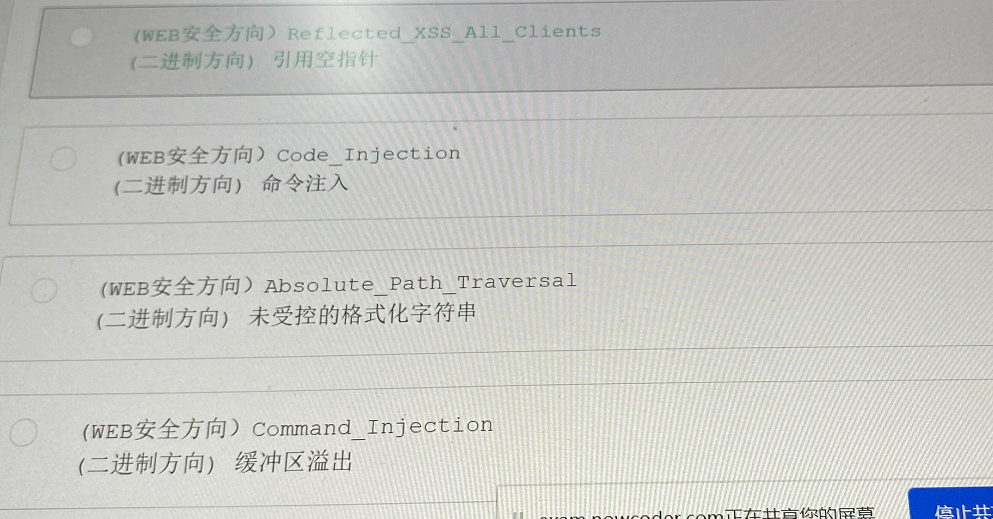 (WEB安全方向) Reflected_XSS_All_Clients
(二进制方向) 引用空指针
(WEB安全方向) Code_Injection
(二进制方向) 命令注入
(WEB安全方向) Absolute_Path_Traversal
(二进制方向) 未受控的格式化字符串
(WEB安全方向) Command_Injection
(二进制方向) 缓冲区溢出
exam.nowcoder.com正在共享您的屏幕
停止共